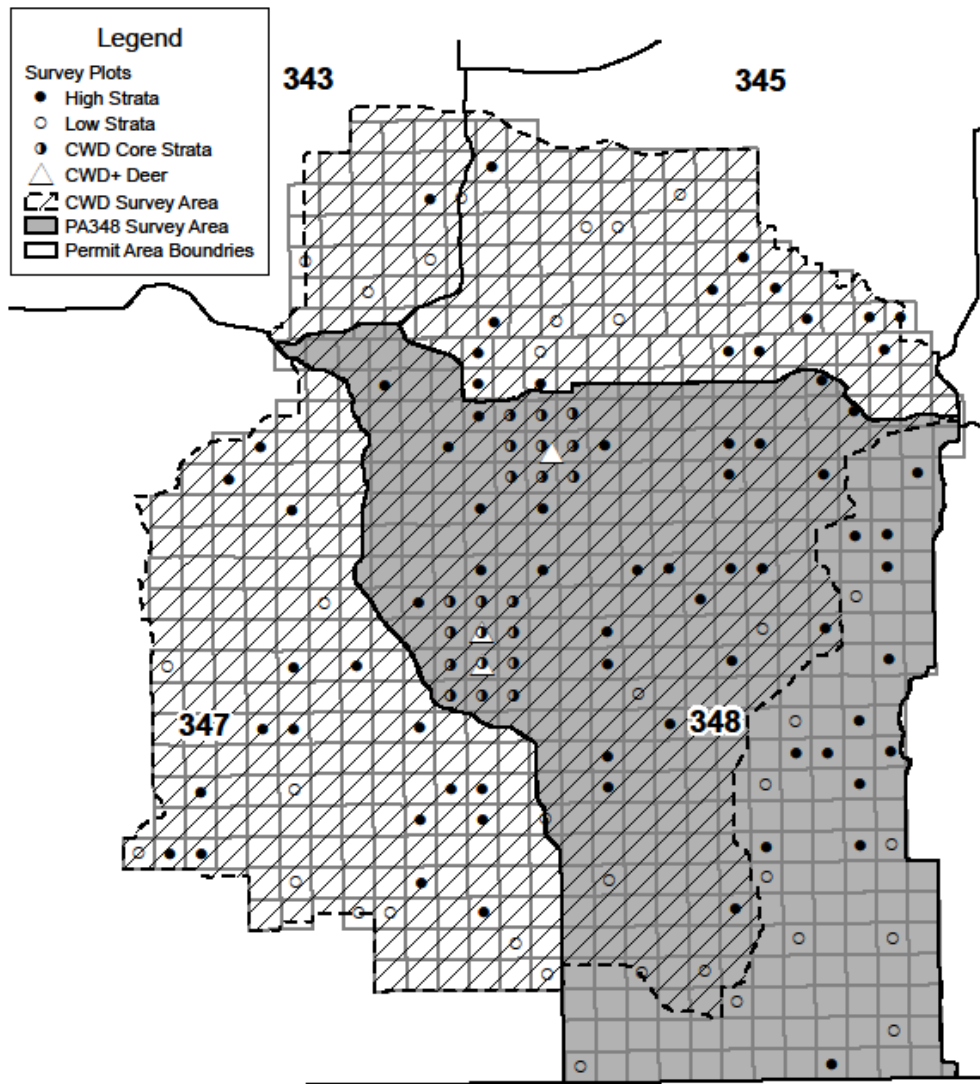 Legend
Survey Plots
High Strata
Low Strata
CWD Core Strata
CWD+ Deer
CWD Survey Area
PA348 Survey Area
Permit Area Boundries
343
345
347
348